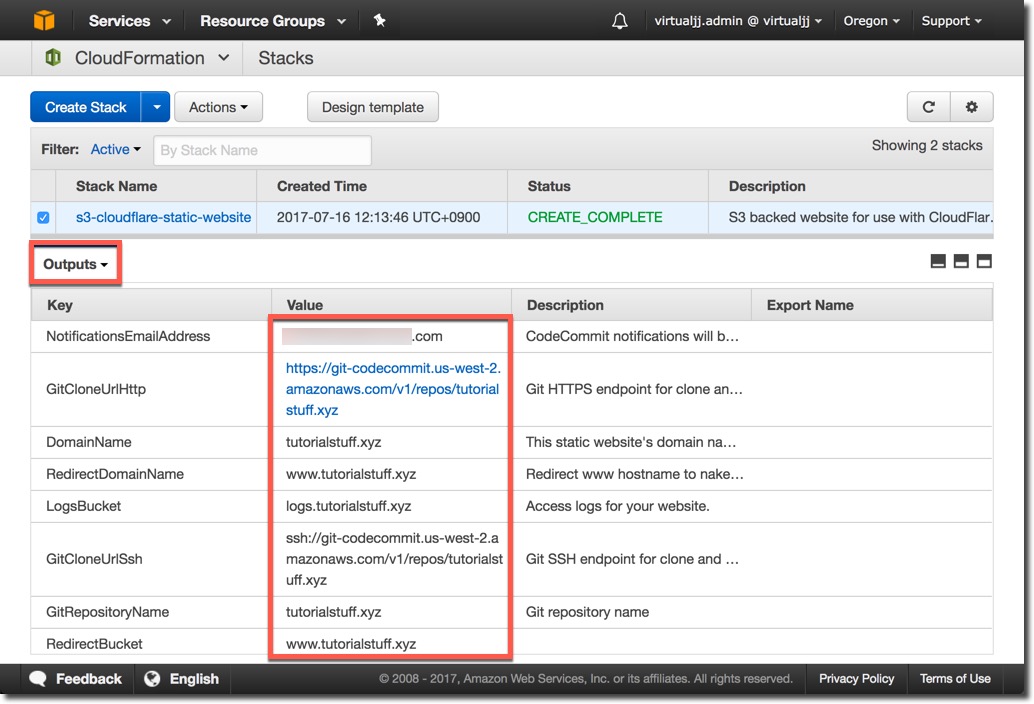 Services Resource Groups virtualjj.admin @ virtualjj Oregon Support
CloudFormation Stacks
Create Stack Actions Design template
Filter: Active By Stack Name Showing 2 stacks
Stack Name Created Time Status Description
s3-cloudflare-static-website 2017-07-16 12:13:46 UTC+0900 CREATE_COMPLETE S3 backed website for use with CloudFlar…
Outputs
Key Value Description Export Name
NotificationsEmailAddress .com CodeCommit notifications will b…
https://git-codecommit.us-west-2.
GitCloneUrlHttp amazonaws.com/v1/repos/tutorial Git HTTPS endpoint for clone an…
stuff.xyz
DomainName tutorialstuff.xyz This static website's domain na…
RedirectDomainName www.tutorialstuff.xyz Redirect www hostname to nake…
LogsBucket logs.tutorialstuff.xyz Access logs for your website.
ssh://git-codecommit.us-west-2.a
GitCloneUrlSsh mazonaws.com/v1/repos/tutorialst Git SSH endpoint for clone and …
uff.xyz
GitRepositoryName tutorialstuff.xyz Git repository name
RedirectBucket www.tutorialstuff.xyz
Feedback English © 2008 - 2017, Amazon Web Services, Inc. or its affiliates. All rights reserved. Privacy Policy Terms of Use